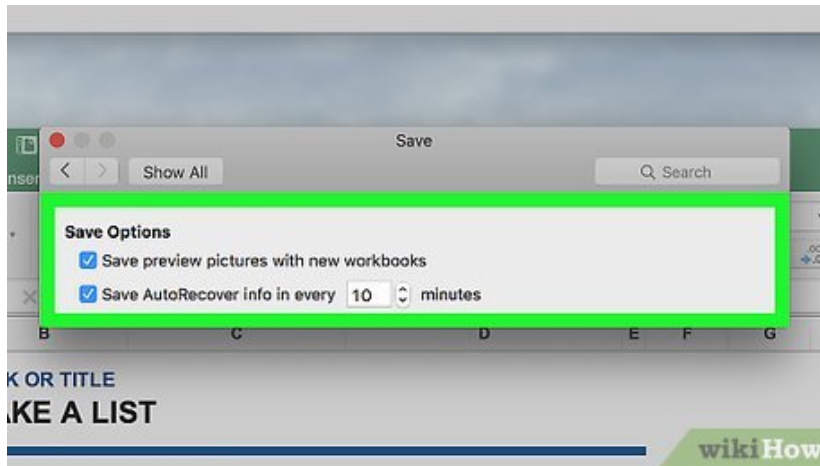 Save
Show All
Search
Save Options
Save preview pictures with new workbooks
Save AutoRecover info in every 10 minutes
B C D E F G
K OR TITLE
KE A LIST
wikiHow